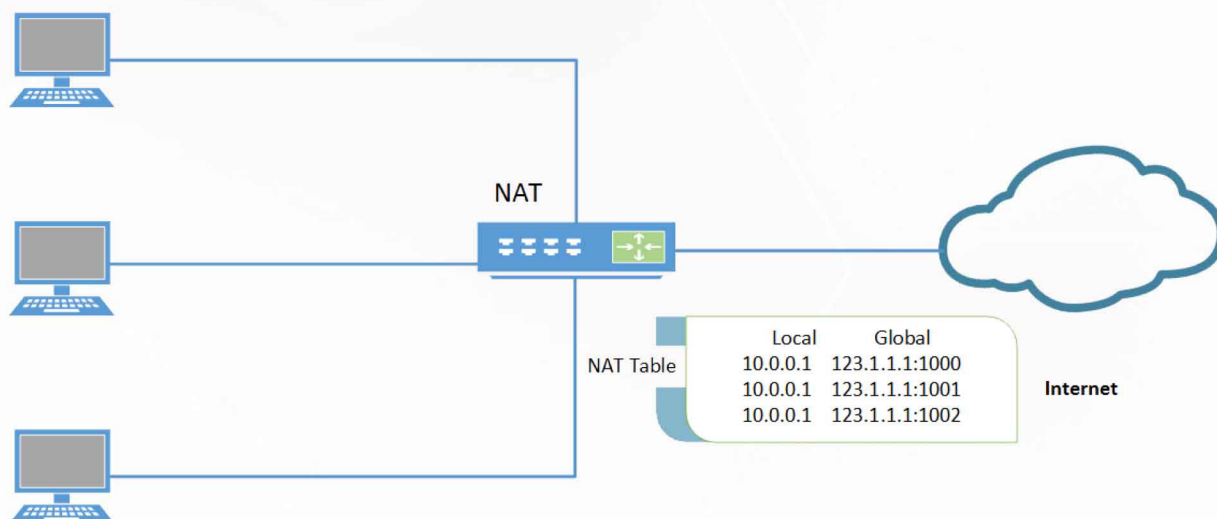 NAT
NAT Table
Local Global
10.0.0.1 123.1.1.1:1000
10.0.0.1 123.1.1.1:1001
10.0.0.1 123.1.1.1:1002
Internet